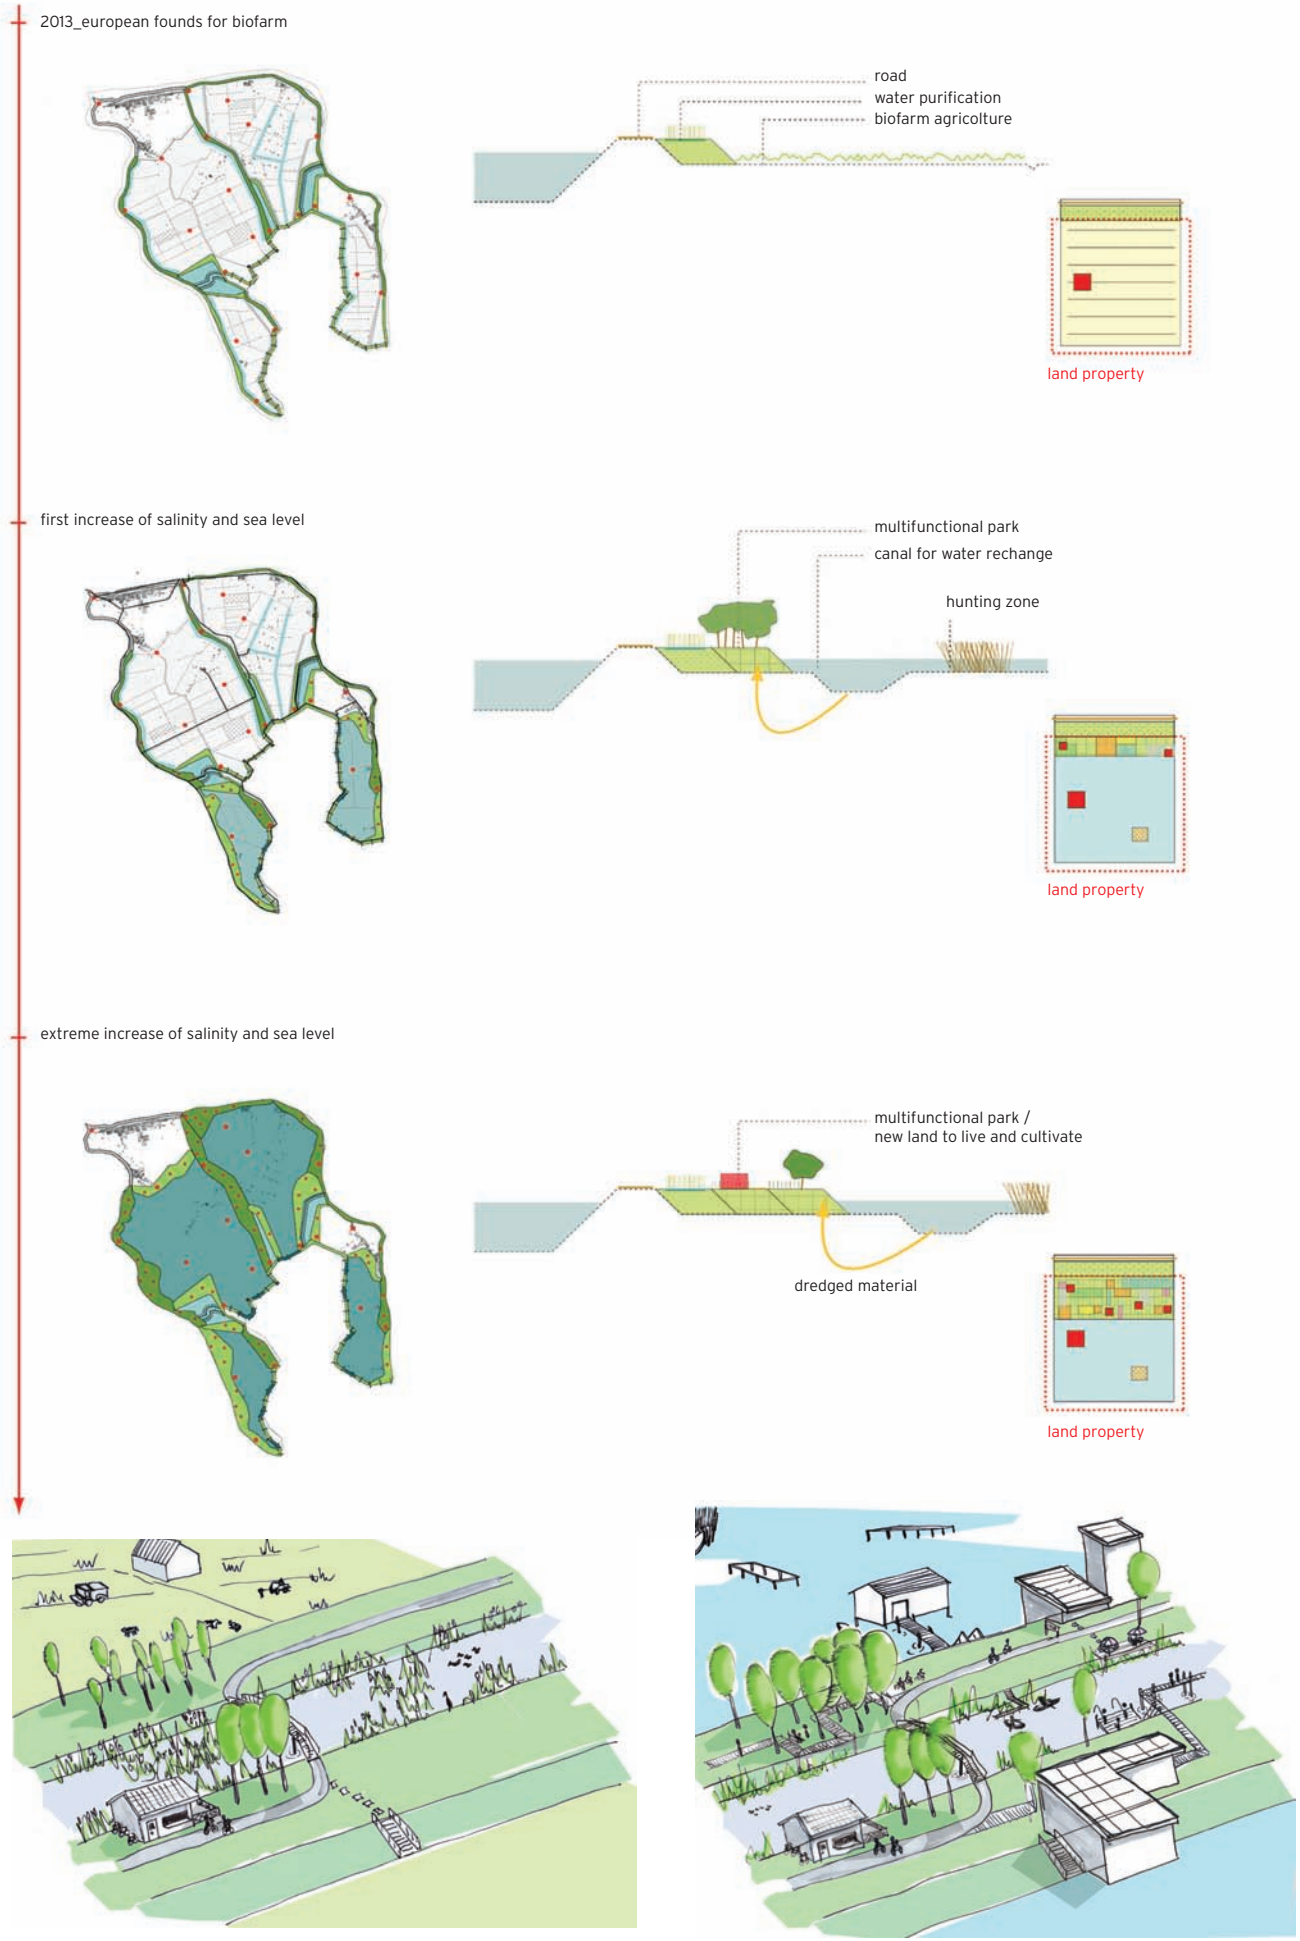 2013_european founds for biofarm
road
water purification
biofarm agricolture
land property
first increase of salinity and sea level
multifunctional park
canal for water rechange
hunting zone
land property
extreme increase of salinity and sea level
multifunctional park /
new land to live and cultivate
dredged material
land property